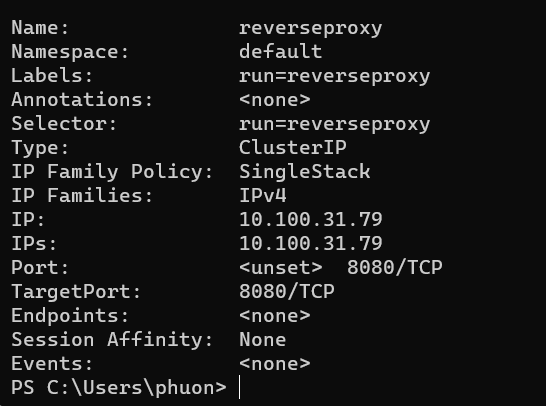 Name: reverseproxy
Namespace: default
Labels: run=reverseproxy
Annotations: <none>
Selector: run=reverseproxy
Type: ClusterIP
IP Family Policy: SingleStack
IP Families: IPv4
IP: 10.100.31.79
IPs: 10.100.31.79
Port: <unset> 8080/TCP
TargetPort: 8080/TCP
Endpoints: <none>
Session Affinity: None
Events: <none>
PS C:\Users\phuon>